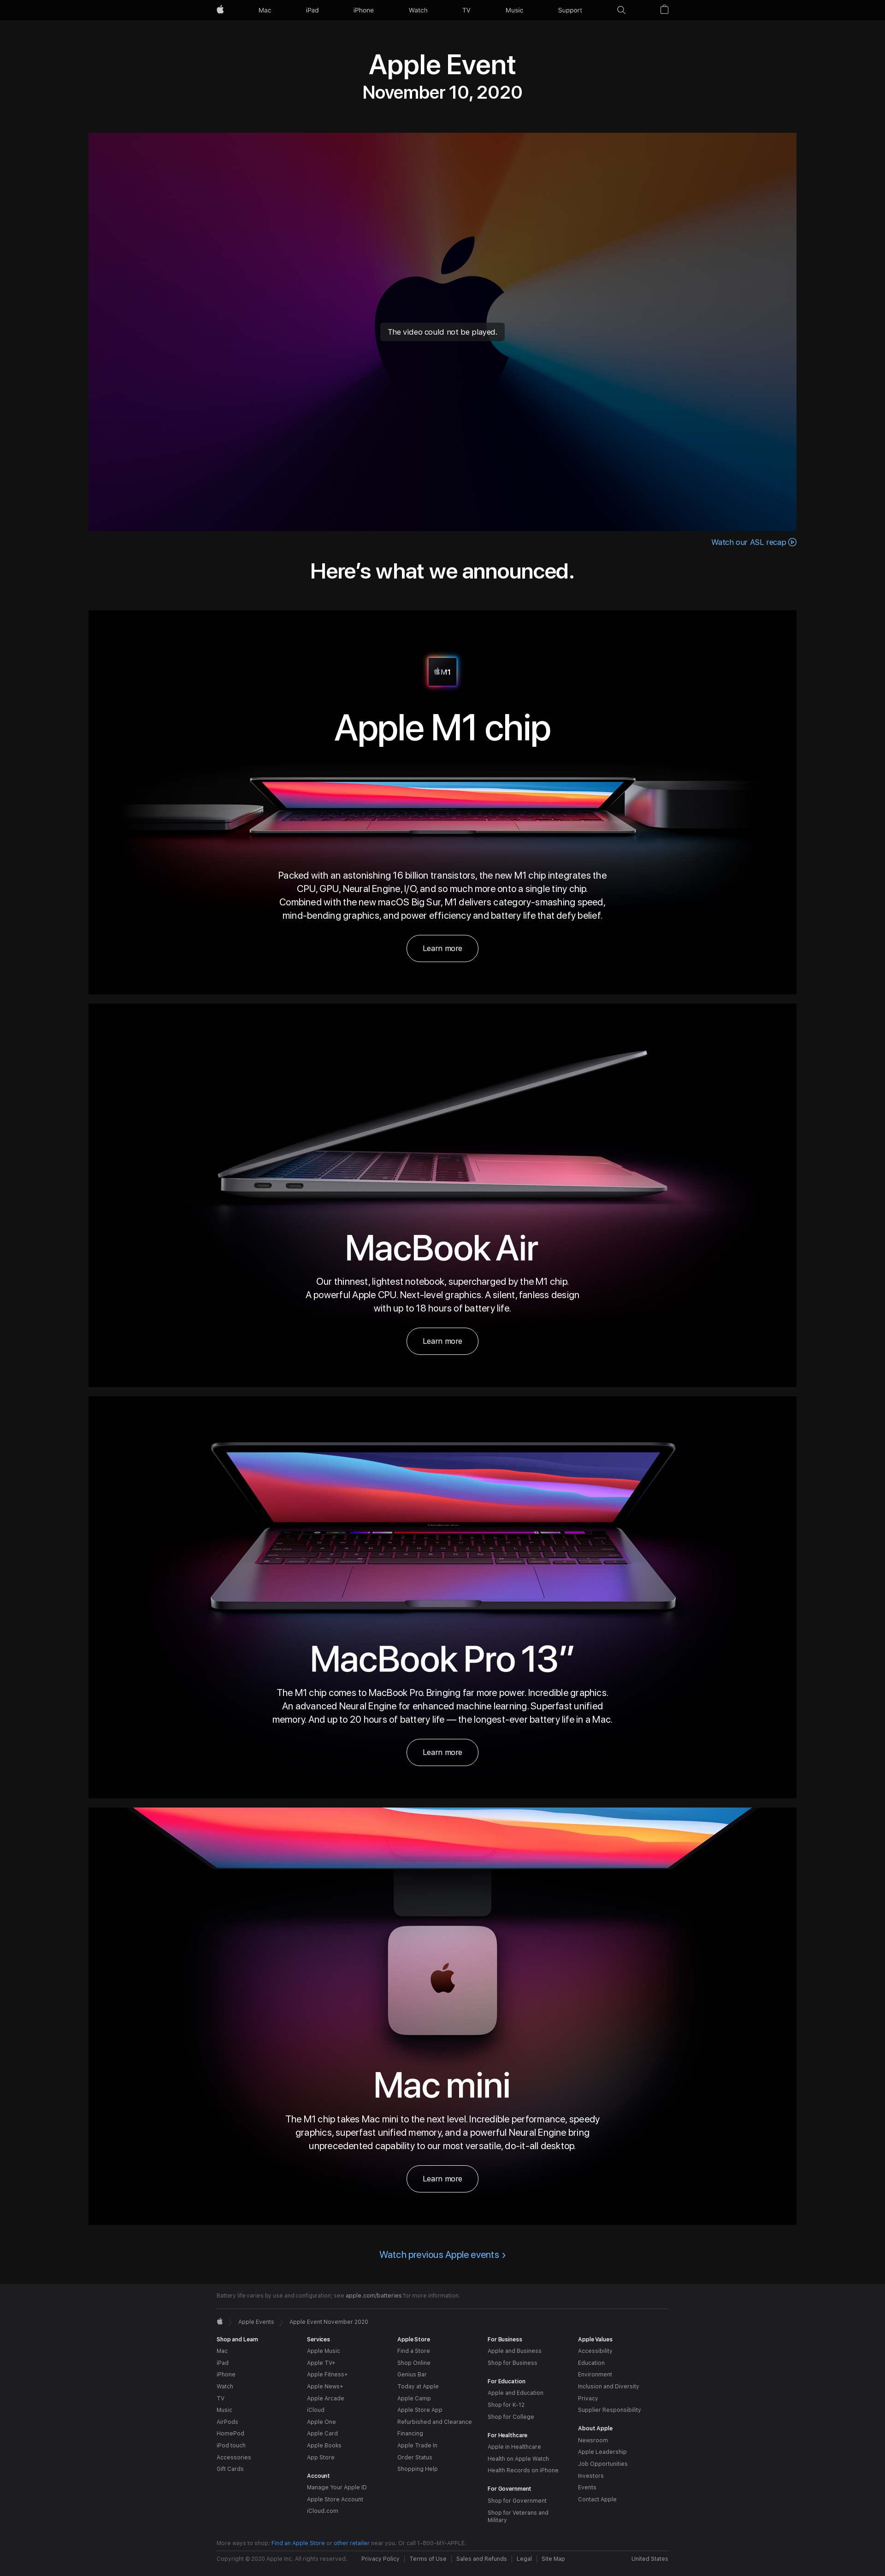 Mac iPad iPhone Watch TV Music Support
Apple Event
November 10, 2020
The video could not be played.
Watch our ASL recap
Here’s what we announced.
M1
Apple M1 chip
Packed with an astonishing 16 billion transistors, the new M1 chip integrates the
CPU, GPU, Neural Engine, I/O, and so much more onto a single tiny chip.
Combined with the new macOS Big Sur, M1 delivers category-smashing speed,
mind-bending graphics, and power efficiency and battery life that defy belief.
Learn more
MacBook Air
Our thinnest, lightest notebook, supercharged by the M1 chip.
A powerful Apple CPU. Next-level graphics. A silent, fanless design
with up to 18 hours of battery life.
Learn more
MacBook Pro 13”
The M1 chip comes to MacBook Pro. Bringing far more power. Incredible graphics.
An advanced Neural Engine for enhanced machine learning. Superfast unified
memory. And up to 20 hours of battery life — the longest-ever battery life in a Mac.
Learn more
Mac mini
The M1 chip takes Mac mini to the next level. Incredible performance, speedy
graphics, superfast unified memory, and a powerful Neural Engine bring
unprecedented capability to our most versatile, do-it-all desktop.
Learn more
Watch previous Apple events
Battery life varies by use and configuration; see apple.com/batteries for more information.
Apple Events Apple Event November 2020
Shop and Learn
Mac
iPad
iPhone
Watch
TV
Music
AirPods
HomePod
iPod touch
Accessories
Gift Cards
Services
Apple Music
Apple TV+
Apple Fitness+
Apple News+
Apple Arcade
iCloud
Apple One
Apple Card
Apple Books
App Store
Account
Manage Your Apple ID
Apple Store Account
iCloud.com
Apple Store
Find a Store
Shop Online
Genius Bar
Today at Apple
Apple Camp
Apple Store App
Refurbished and Clearance
Financing
Apple Trade In
Order Status
Shopping Help
For Business
Apple and Business
Shop for Business
For Education
Apple and Education
Shop for K-12
Shop for College
For Healthcare
Apple in Healthcare
Health on Apple Watch
Health Records on iPhone
For Government
Shop for Government
Shop for Veterans and
Military
Apple Values
Accessibility
Education
Environment
Inclusion and Diversity
Privacy
Supplier Responsibility
About Apple
Newsroom
Apple Leadership
Job Opportunities
Investors
Events
Contact Apple
More ways to shop: Find an Apple Store or other retailer near you. Or call 1-800-MY-APPLE.
Copyright © 2020 Apple Inc. All rights reserved. Privacy Policy Terms of Use Sales and Refunds Legal Site Map United States